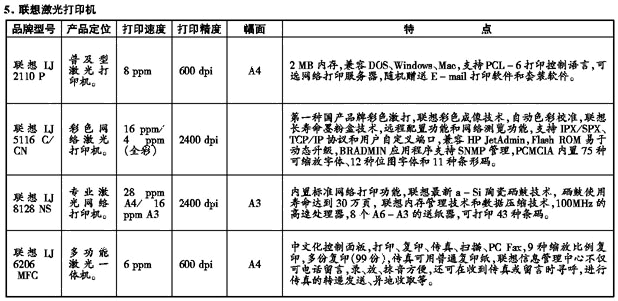 5、联想激光打印机
品牌型号 产品定位 打印速度 打印精度 幅面 特 点
联想 LJ
2110 P
普及型
激光打
印机。
8 ppm
600 dpi
A4
2 MB 内存,兼容 DOS、Windows、Mac,支持 PCL-6 打印控制语言,可
选网络打印服务器,随机赠送 E-mail 打印软件和套装软件。
联想 LJ
5116 C/
CN
彩色网
络激光
打印机。
16 ppm/
4 ppm
(全彩)
2400 dpi
第一种国产品牌彩色激打,联想彩色成像技术,自动色彩校准,联想
长寿命墨粉盒技术,远程配置功能和网络浏览功能,支持 IPX/SPX、
TCP/IP 协议和用户自定义端口,兼容 HP JetAdmin, Flash ROM 易于
动态升级,BRADMIN 应用程序支持 SNMP 管理,PCMCIA 内置 75 种
可缩放字体、12 种位图字体和 11 种条形码。
联想 LJ
8128 NS
专业激
光网络
打印机。
28 ppm
A4/ 16
ppm A3
2400 dpi
A3
内置标准网络打印功能,联想最新 a-Si 陶瓷硒鼓技术,硒鼓使用
寿命达到 30 万页,联想内存管理技术和数据压缩技术,100MHz 的
高速处理器,8 个 A6-A3 的送纸器,可打印 43 种条码。
联想 LJ
6206
MFC
多功能
激光一
体机。
6 ppm
600 dpi
A4
中文化控制面板,打印、复印、传真、扫描、PC Fax,9 种缩放比例复
印,多份复印(99 份),传真可用普通复印纸,联想信息管理中心不仅
可电话留言,录、放、抹音方便,还可在收到传真或留言时寻呼,进行
传真的转递发送、异地收取等。